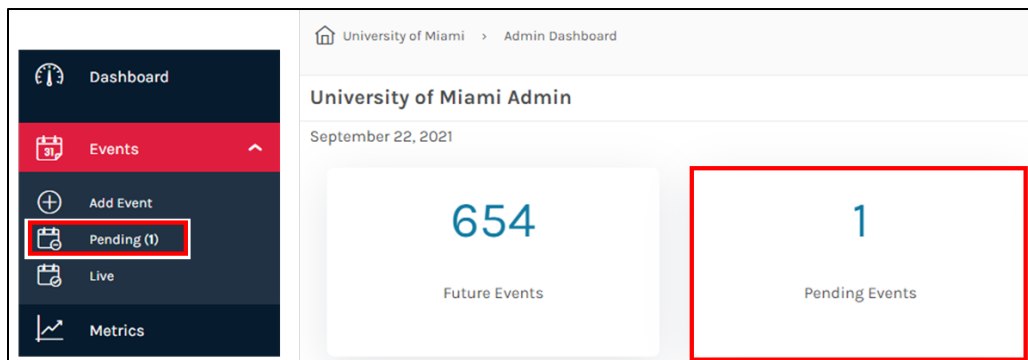 Dashboard
31
Events
Add Event
Pending (1)
Live
Metrics
University of Miami > Admin Dashboard
University of Miami Admin
September 22, 2021
654
Future Events
1
Pending Events